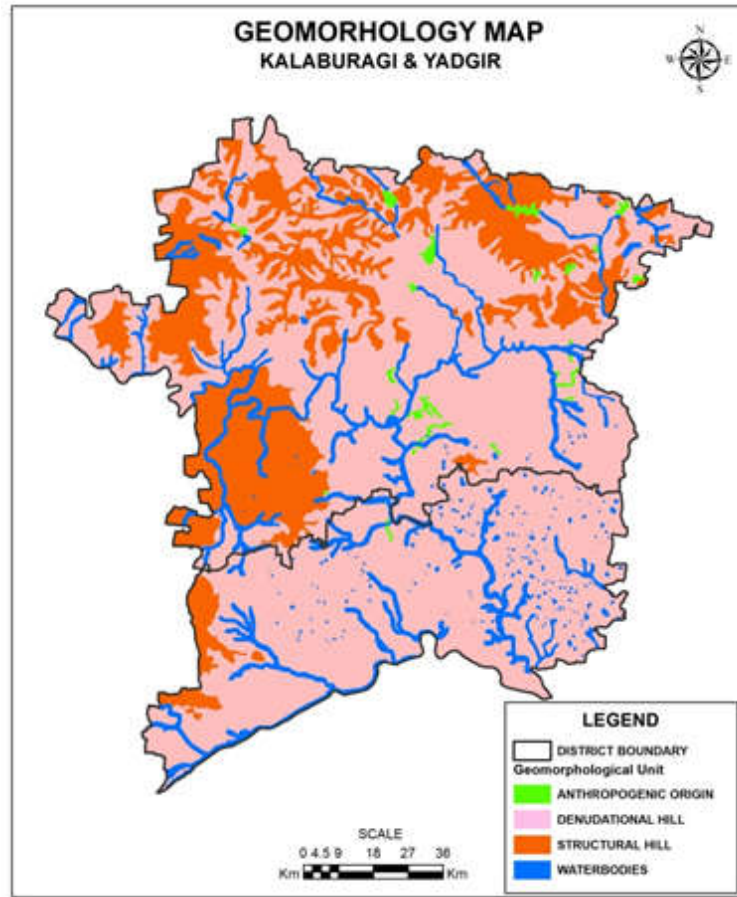 GEOMORHOLOGY MAP
KALABURAGI & YADGIR
N
W E
S
LEGEND
DISTRICT BOUNDARY
Geomorphological Unit
ANTHROPOGENIC ORIGIN
DENUDATIONAL HILL
STRUCTURAL HILL
WATERBODIES
SCALE
0 4.5 9 18 27 36
Km Km